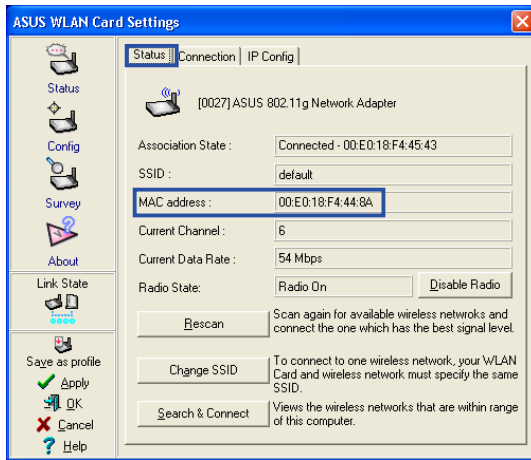 ASUS WLAN Card Settings
Status
Config
Survey
About
Link State
Save as profile
Apply
OK
Cancel
Help
Status Connection IP Config
[0027] ASUS 802.11g Network Adapter
Association State : Connected - 00:E0:18:F4:45:43
SSID : default
MAC address : 00:E0:18:F4:44:8A
Current Channel : 6
Current Data Rate : 54 Mbps
Radio State: Radio On Disable Radio
Rescan
Scan again for available wireless netwroks and
connect the one which has the best signal level.
Change SSID
To connect to one wireless network, your WLAN
Card and wireless network must specify the same
SSID.
Search & Connect
Views the wireless networks that are within range
of this computer.